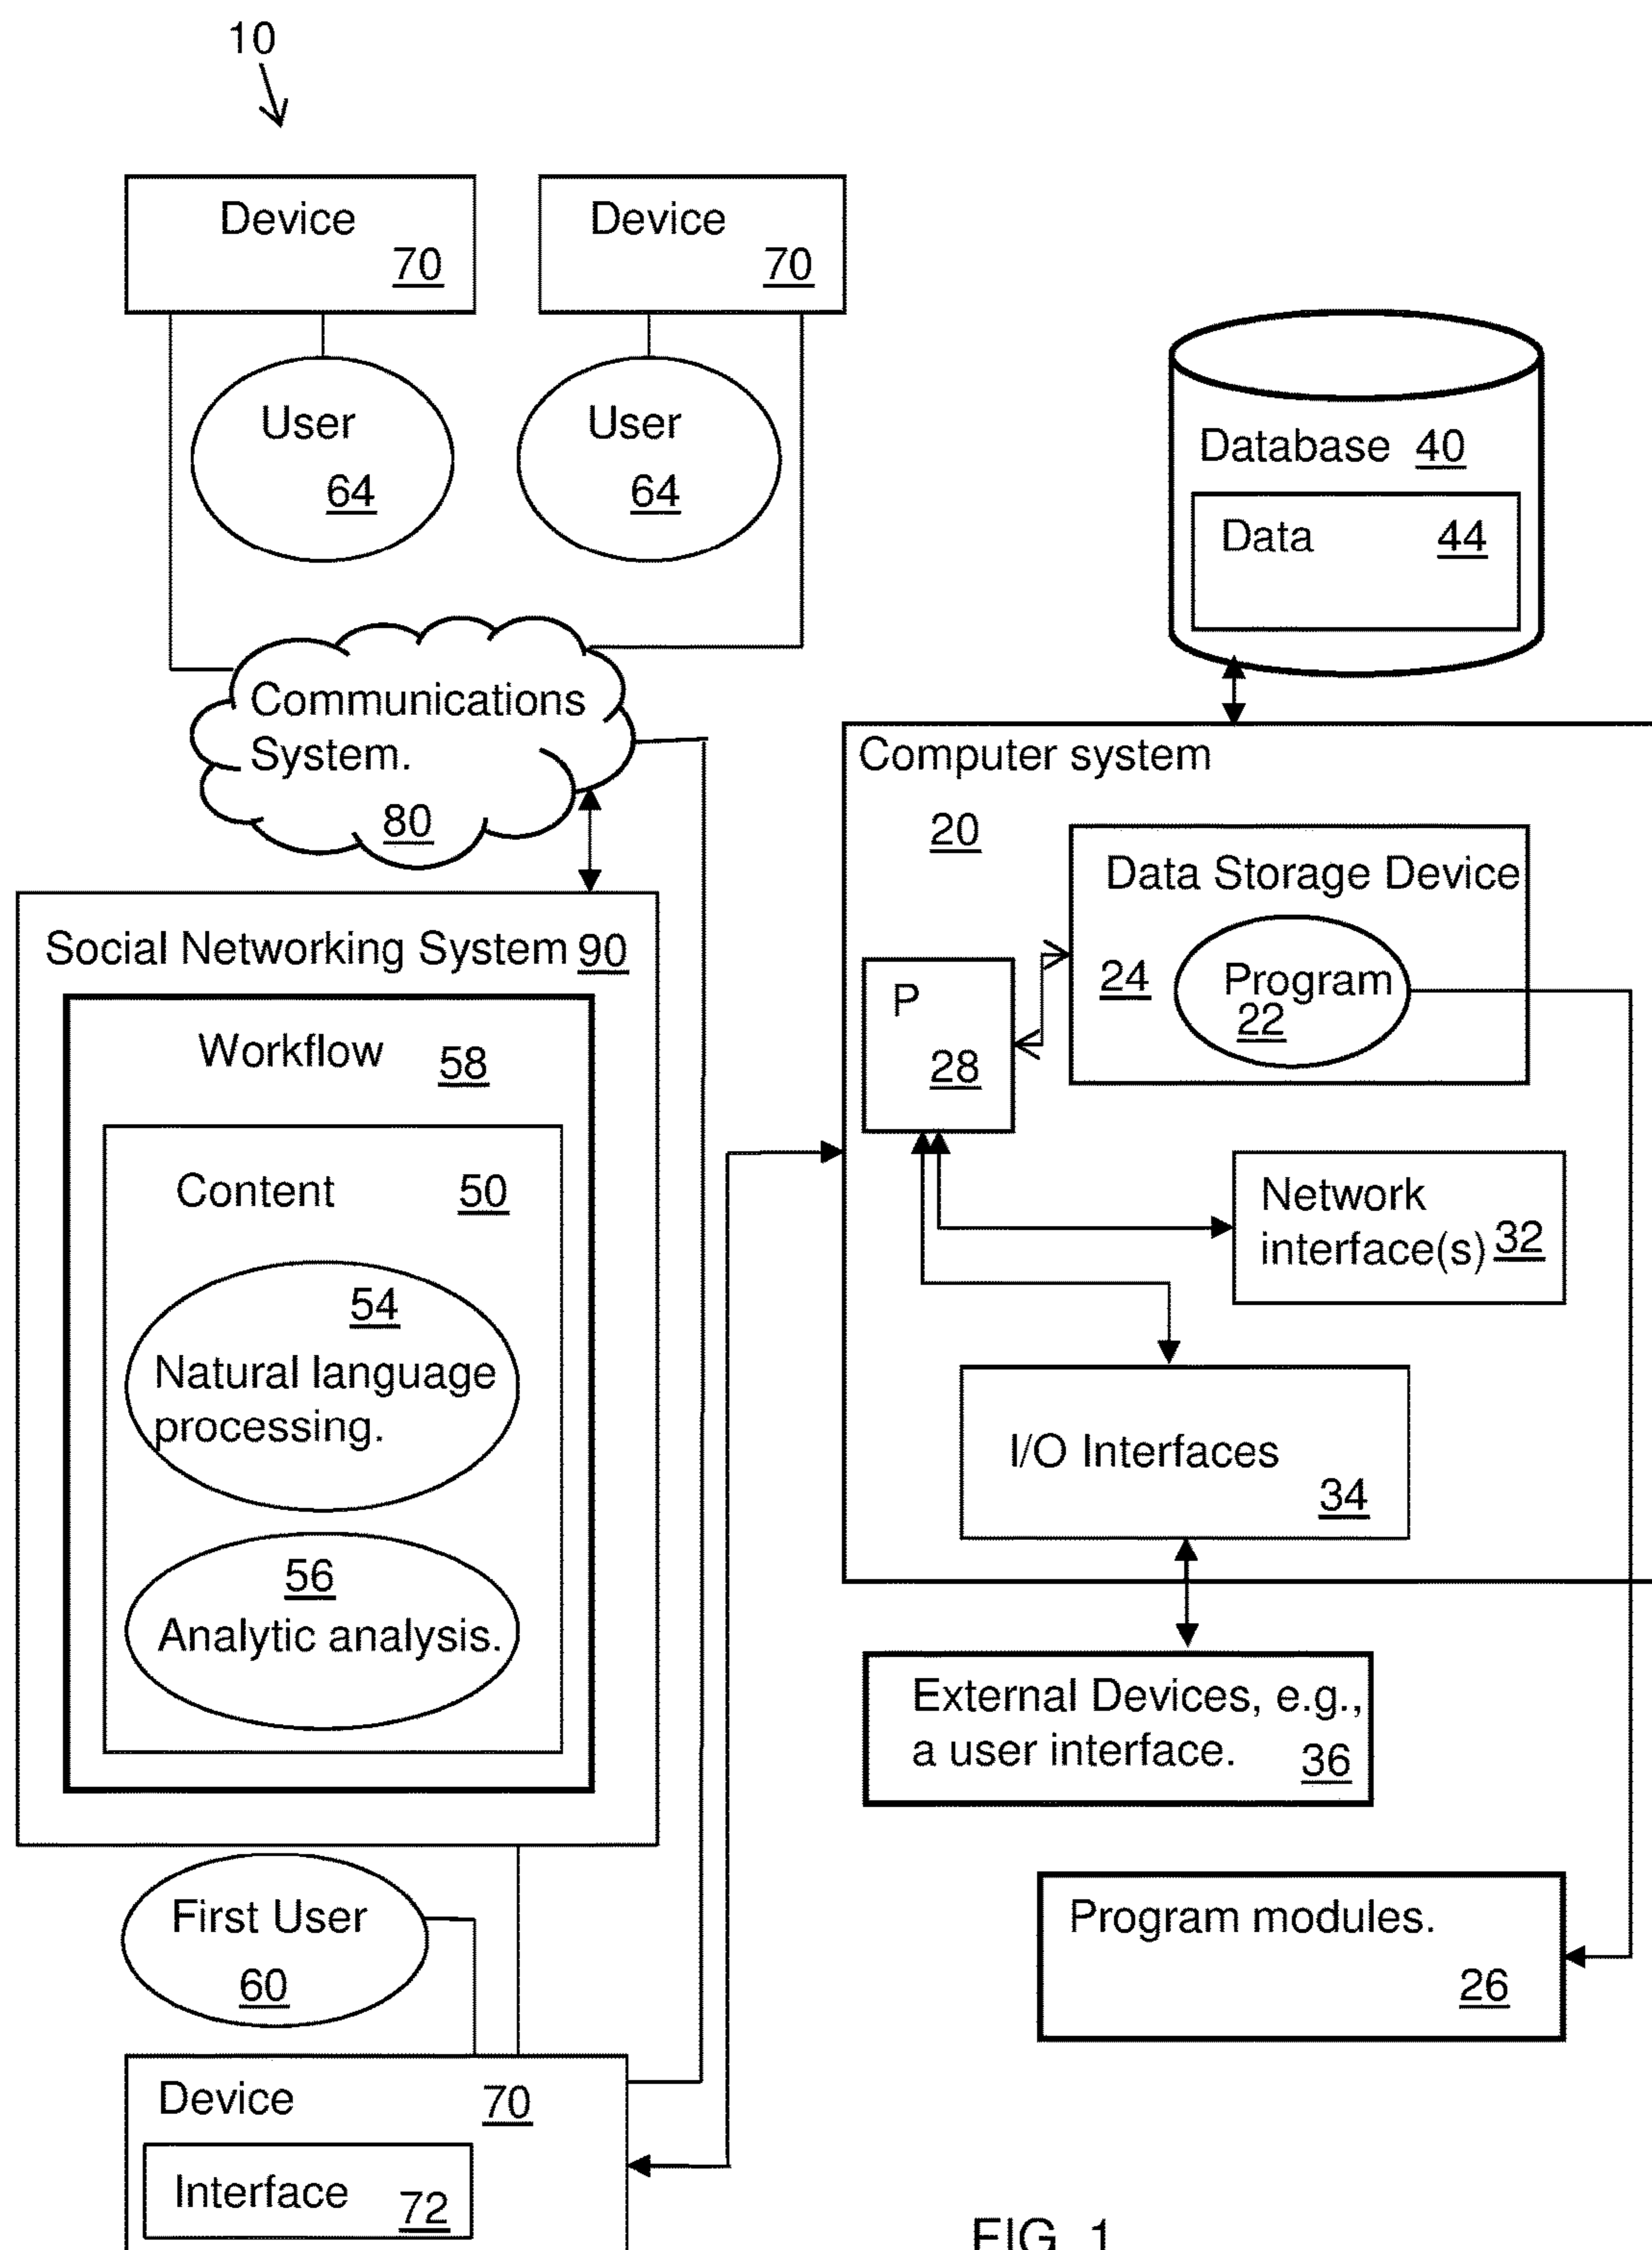 10
Device
70
Device
70
User
64
User
64
Database 40
Data 44
Communications
System.
80
Computer system
20
Data Storage Device
24
Program
22
P
28
Network
interface(s) 32
I/O Interfaces
34
External Devices, e.g.,
a user interface.
36
Program modules.
26
Social Networking System 90
Workflow 58
Content 50
54
Natural language
processing.
56
Analytic analysis.
First User
60
Device 70
Interface 72
FIG. 1